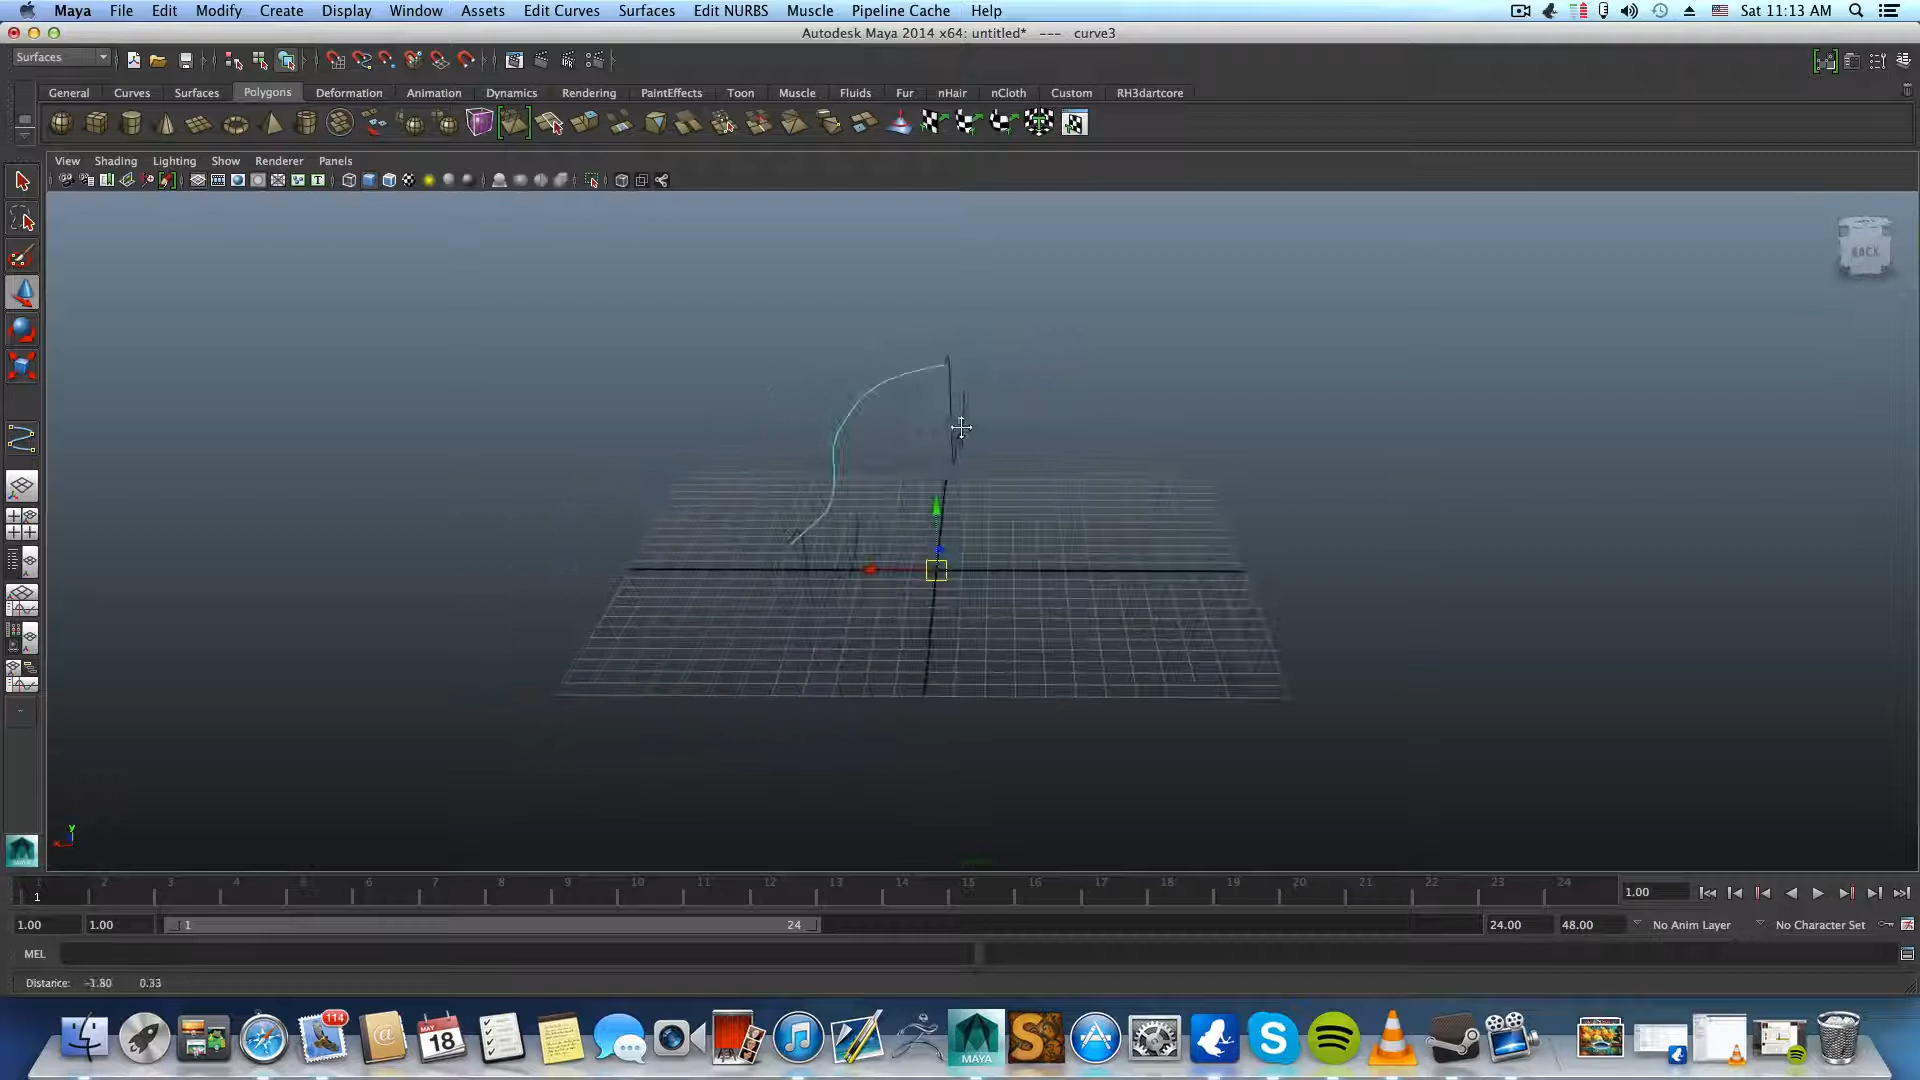 Maya File Edit Modify Create Display Window Assets Edit Curves Surfaces Edit NURBS Muscle Pipeline Cache Help Sat 11:13 AM
Autodesk Maya 2014 x64: untitled* --- curve3
Surfaces
General Curves Surfaces Polygons Deformation Animation Dynamics Rendering PaintEffects Toon Muscle Fluids Fur nHair nCloth Custom RH3dartcore
View Shading Lighting Show Renderer Panels
BACK
y
x
1 2 3 4 5 6 7 8 9 10 11 12 13 14 15 16 17 18 19 20 21 22 23 24
1 1.00
1.00 1.00 1 24 24.00 48.00 No Anim Layer No Character Set
MEL
Distance: -1.80 0.33
114
MAY
18
MAYA